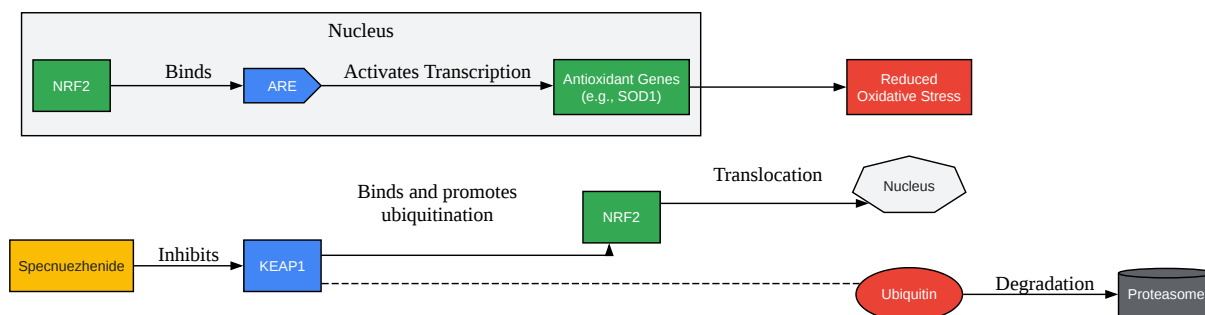 Nucleus
NRF2
Binds
ARE
Activates Transcription
Antioxidant Genes
(e.g., SOD1)
Reduced
Oxidative Stress
Binds and promotes
ubiquitination
Translocation
Nucleus
NRF2
Specnuezhenide
Inhibits
KEAP1
Ubiquitin
Degradation
Proteasome